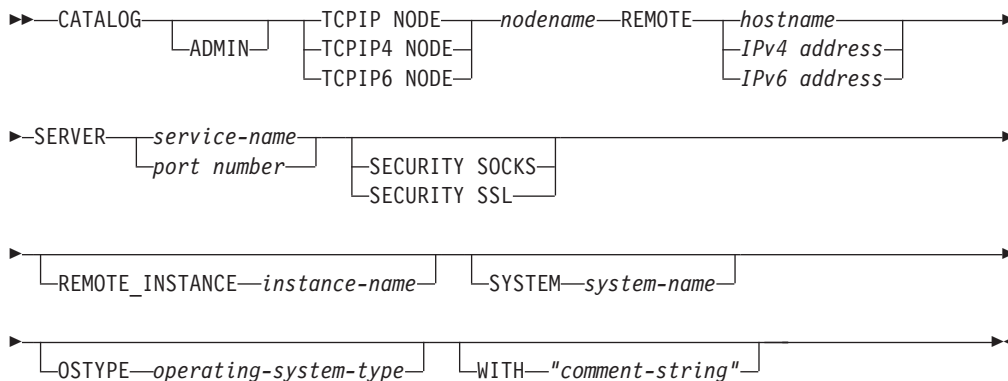 CATALOG TCPIP NODE nodename REMOTE hostname
ADMIN TCPIP4 NODE IPv4 address
TCPIP6 NODE IPv6 address
SERVER service-name
port number SECURITY SOCKS
SECURITY SSL
REMOTE_INSTANCE instance-name SYSTEM system-name
OSTYPE operating-system-type WITH "comment-string"